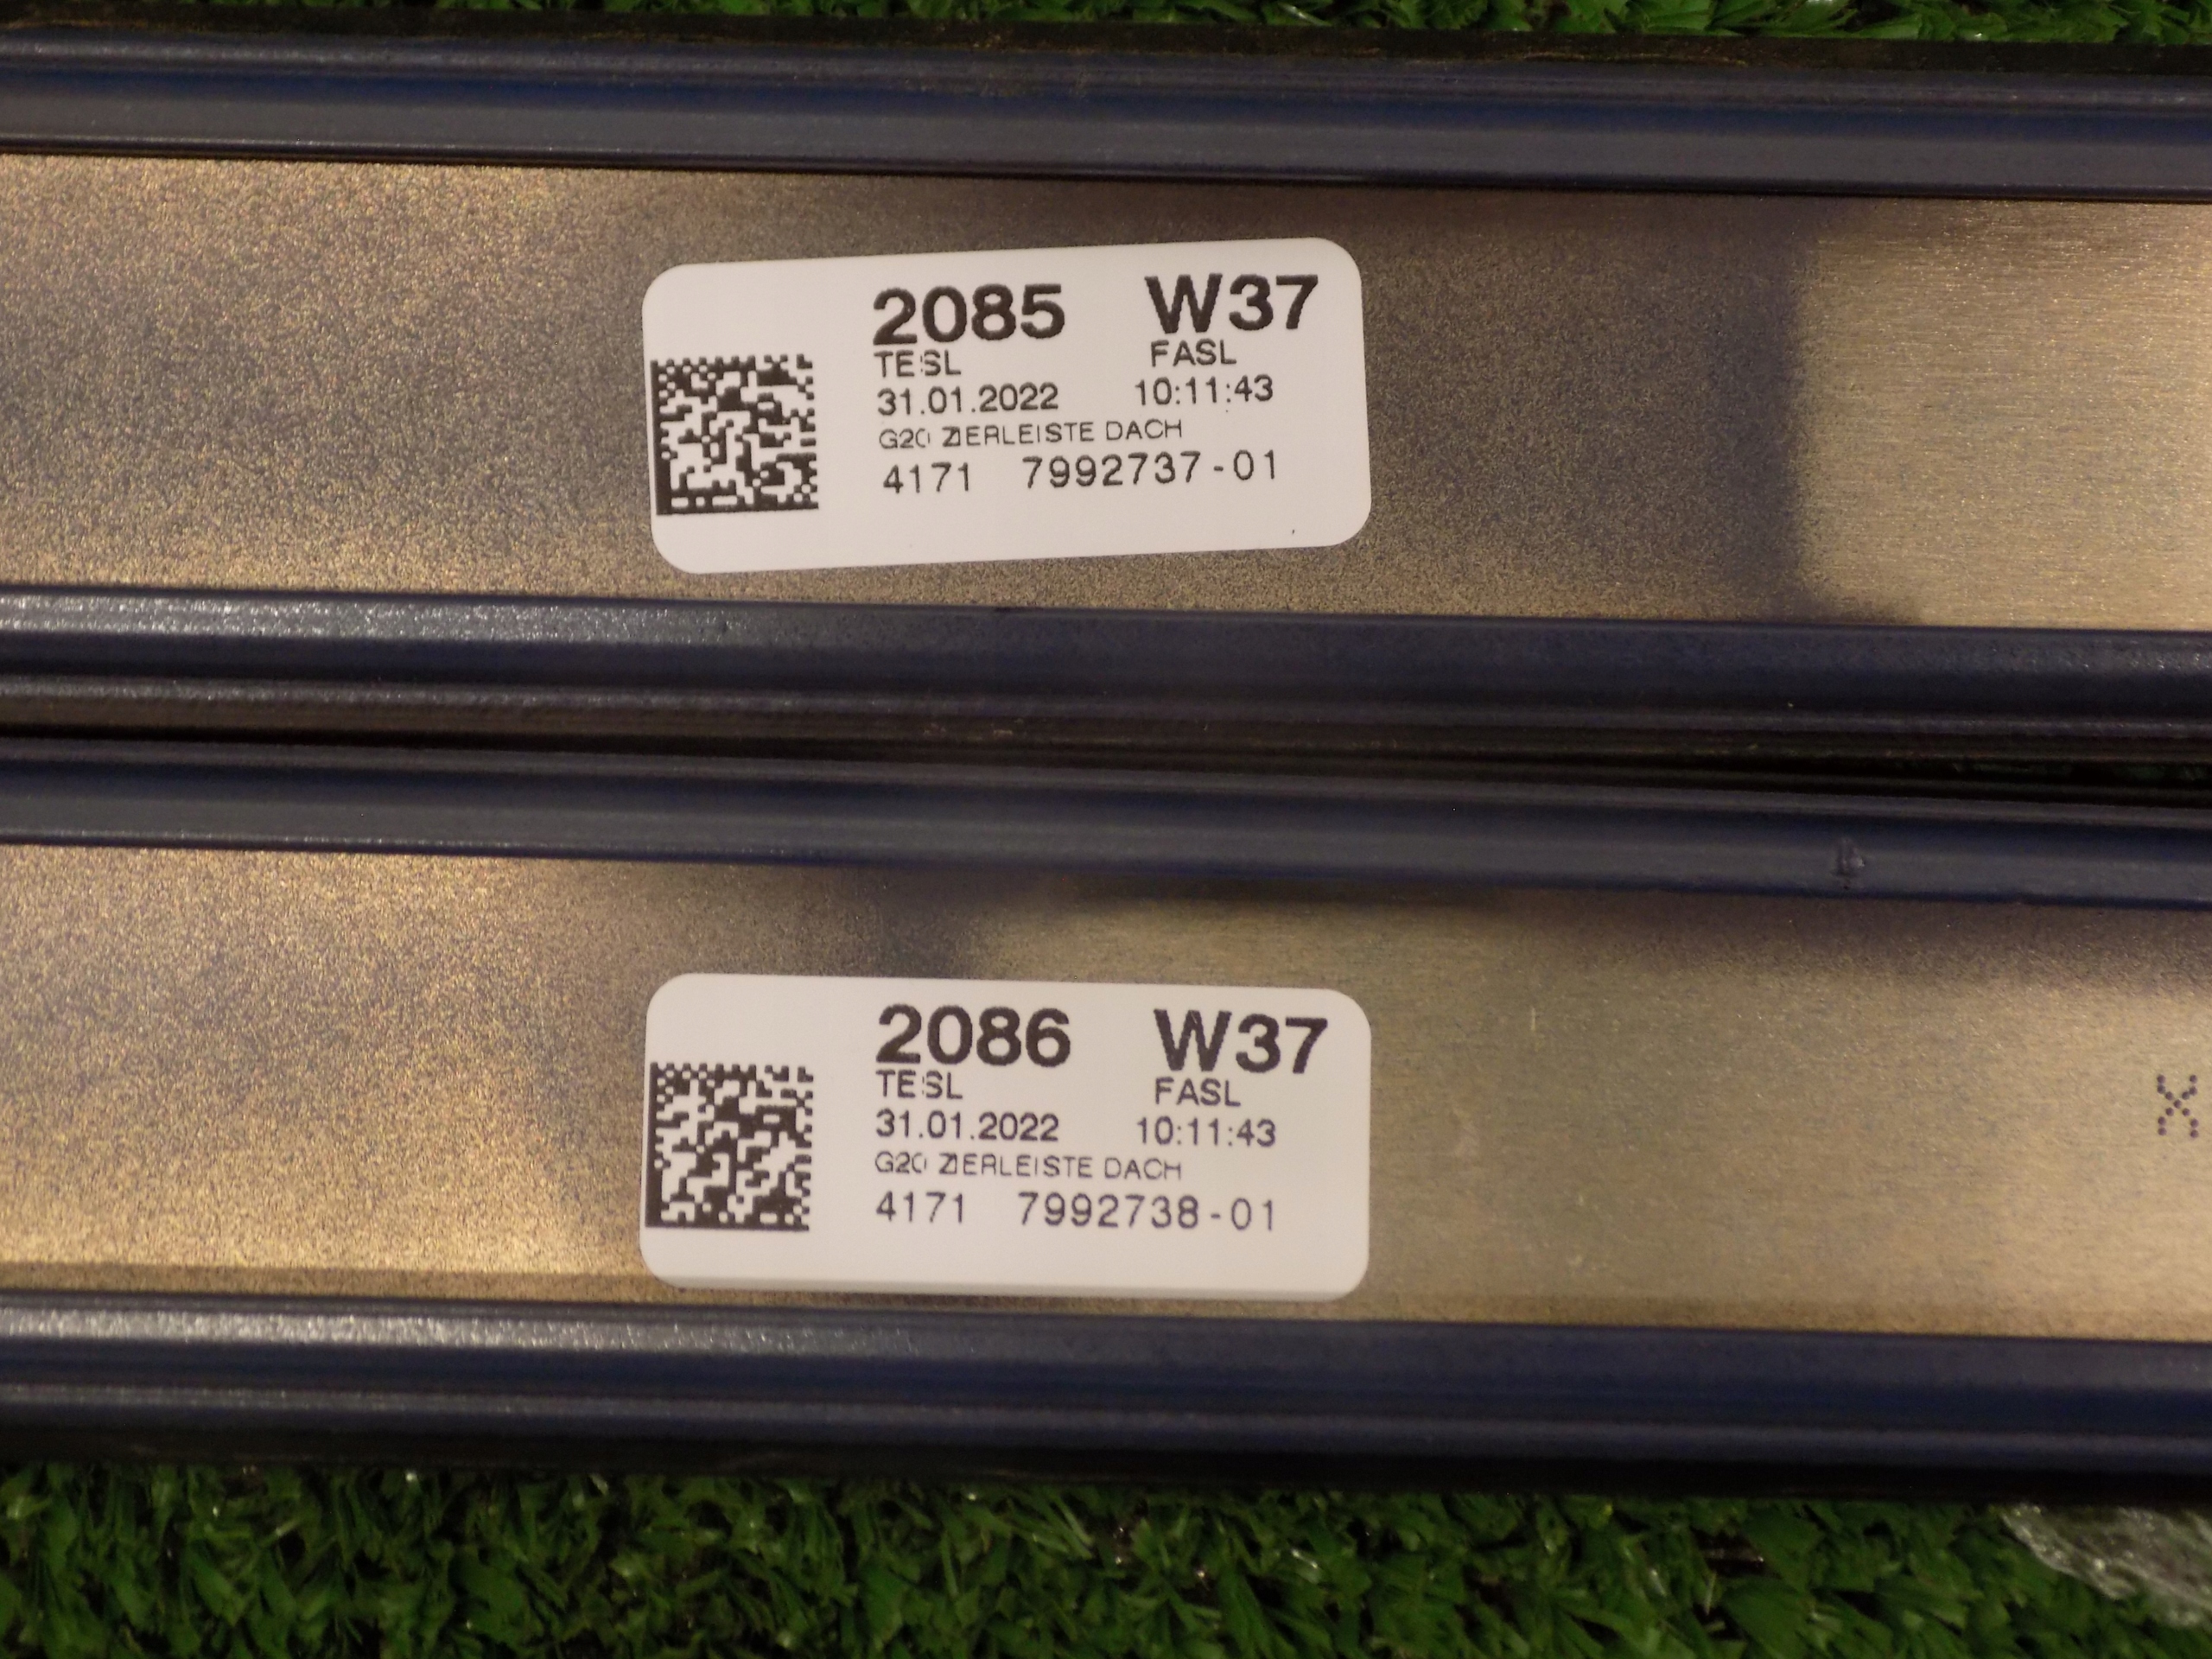 2085 W37
TESL FASL
31.01.2022 10:11:43
G20 ZIERLEISTE DACH
4171 7992737-01
2086 W37
TESL FASL
31.01.2022 10:11:43
G20 ZIERLEISTE DACH
4171 7992738-01
X